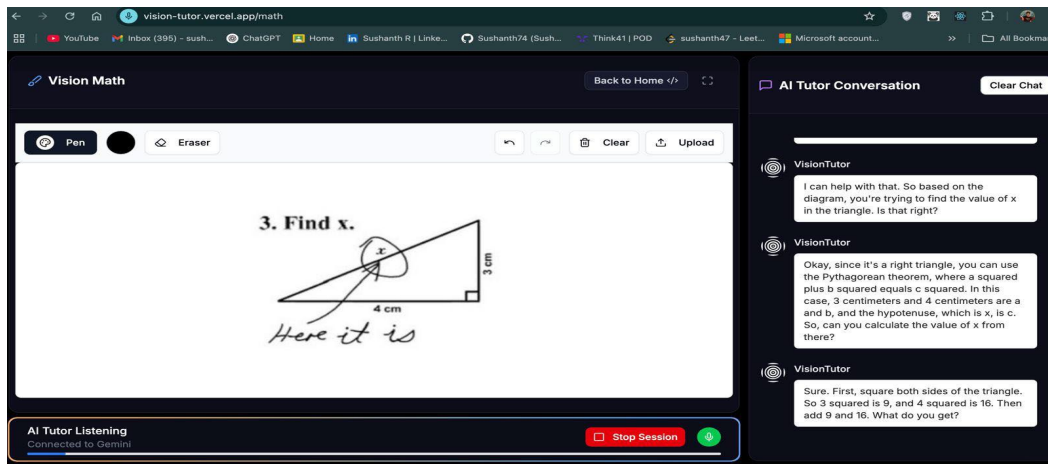 vision-tutor.vercel.app/math
YouTube Inbox (395) - sush... ChatGPT Home Sushanth R | Linke... Sushanth74 (Sush... Think41 | POD sushanth47 - Leet... Microsoft account... All Bookma
Vision Math
Back to Home </>
Pen
Eraser
Clear
Upload
3. Find x.
x
3 cm
4 cm
Here it is
AI Tutor Listening
Connected to Gemini
Stop Session
AI Tutor Conversation
Clear Chat
VisionTutor
I can help with that. So based on the
diagram, you're trying to find the value of x
in the triangle. Is that right?
VisionTutor
Okay, since it's a right triangle, you can use
the Pythagorean theorem, where a squared
plus b squared equals c squared. In this
case, 3 centimeters and 4 centimeters are a
and b, and the hypotenuse, which is x, is c.
So, can you calculate the value of x from
there?
VisionTutor
Sure. First, square both sides of the triangle.
So 3 squared is 9, and 4 squared is 16. Then
add 9 and 16. What do you get?